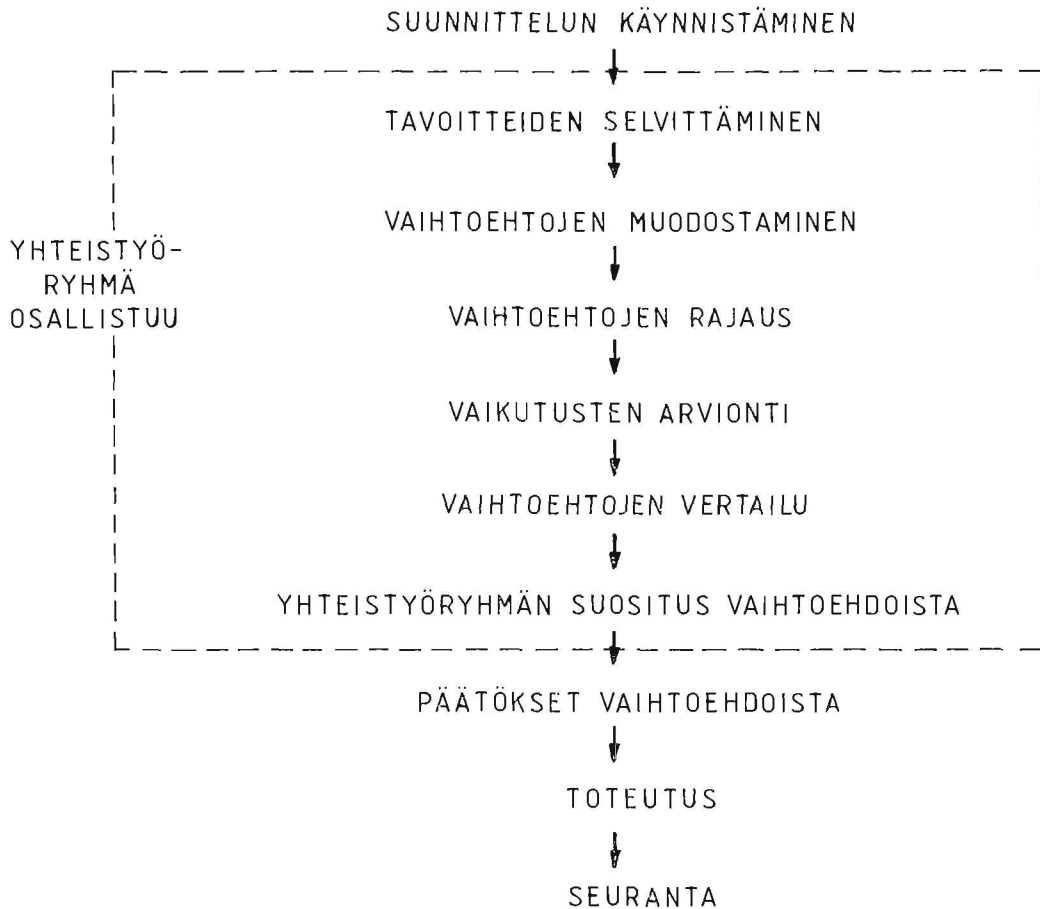 SUUNNITTELUN KÄYNNISTÄMINEN
TAVOITTEIDEN SELVITTÄMINEN
VAIHTOEHTOJEN MUODOSTAMINEN
YHTEISTYÖ-
RYHMÄ
OSALLISTUU
VAIHTOEHTOJEN RAJAUS
VAIKUTUSTEN ARVIONTI
VAIHTOEHTOJEN VERTAILU
YHTEISTYÖRYHMÄN SUOSITUS VAIHTOEHDOISTA
PÄÄTÖKSET VAIHTOEHDOISTA
TOTEUTUS
SEURANTA